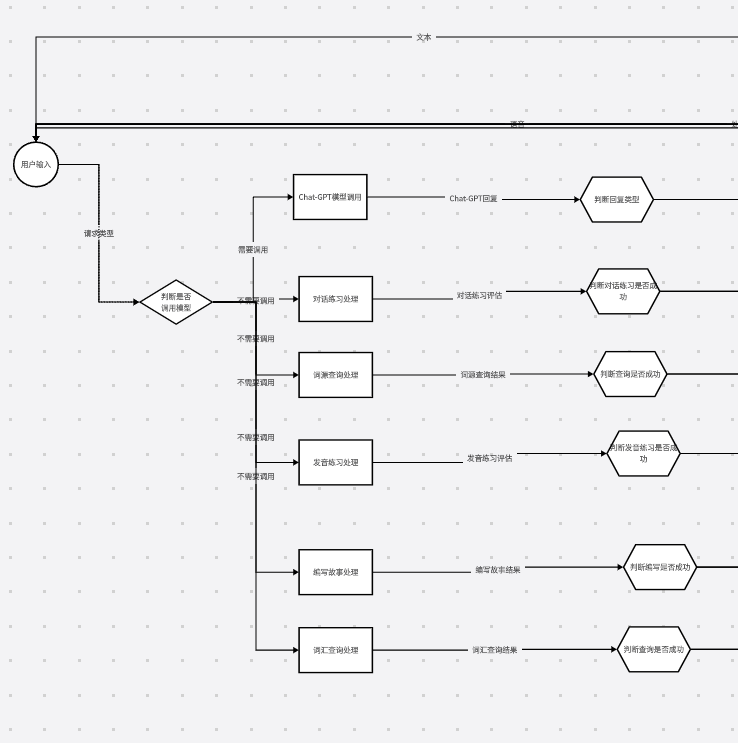 文本
语音
用户输入
Chat-GPT模型调用
Chat-GPT回复
判断回复类型
请求类型
需要调用
判断是否
调用模型
不需要调用
对话练习处理
对话练习评估
判断对话练习是否成
功
不需要调用
词源查询处理
词源查询结果
判断查询是否成功
不需要调用
不需要调用
发音练习处理
发音练习评估
判断发音练习是否成
功
不需要调用
编写故事处理
编写故事结果
判断编写是否成功
词汇查询处理
词汇查询结果
判断查询是否成功